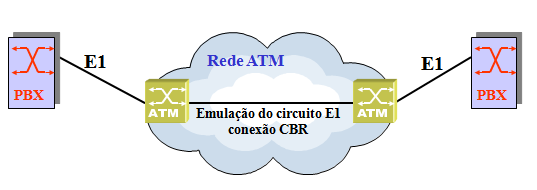 Rede ATM
E1
E1
PBX
PBX
ATM
ATM
Emulação do circuito E1
conexão CBR